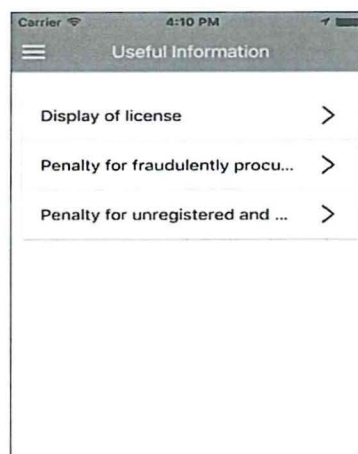 Carrier 4:10 PM
Useful Information
Display of license
Penalty for fraudulently procu...
Penalty for unregistered and ...